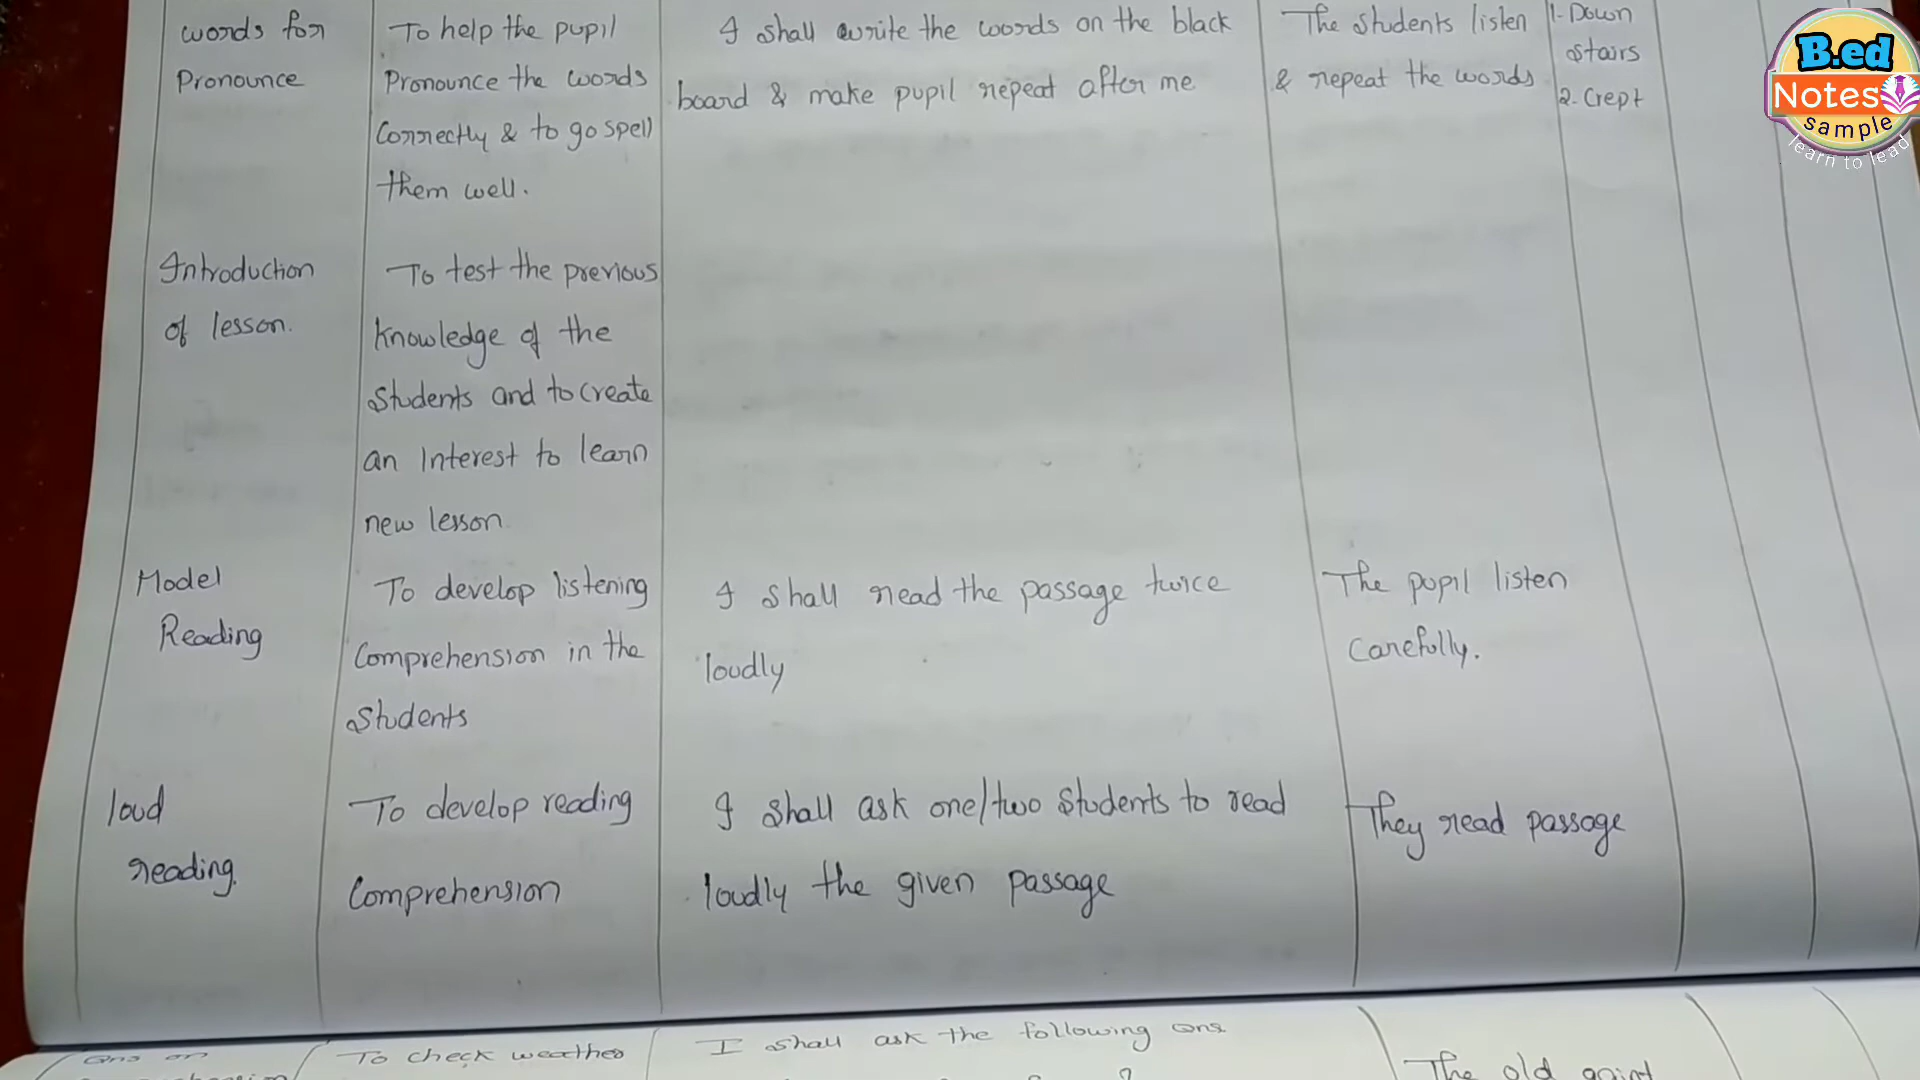 words for
Pronounce
To help the pupil
Pronounce the words
Correctly & to go spell
them well.
I shall write the words on the black
board & make pupil repeat after me
The students listen
& repeat the words
1. Down
stairs
2. Crept
Introduction
of lesson.
To test the previous
knowledge of the
Students and to create
an Interest to learn
new lesson
Model
Reading
To develop listening
Comprehension in the
Students
I shall read the passage twice
loudly
The pupil listen
Carefully.
loud
reading.
To develop reading
Comprehension
I shall ask one/two Students to read
loudly the given passage
They read passage
To check weather
I shall ask the following qns
The old
B.ed
Notes
sample
learn to lead